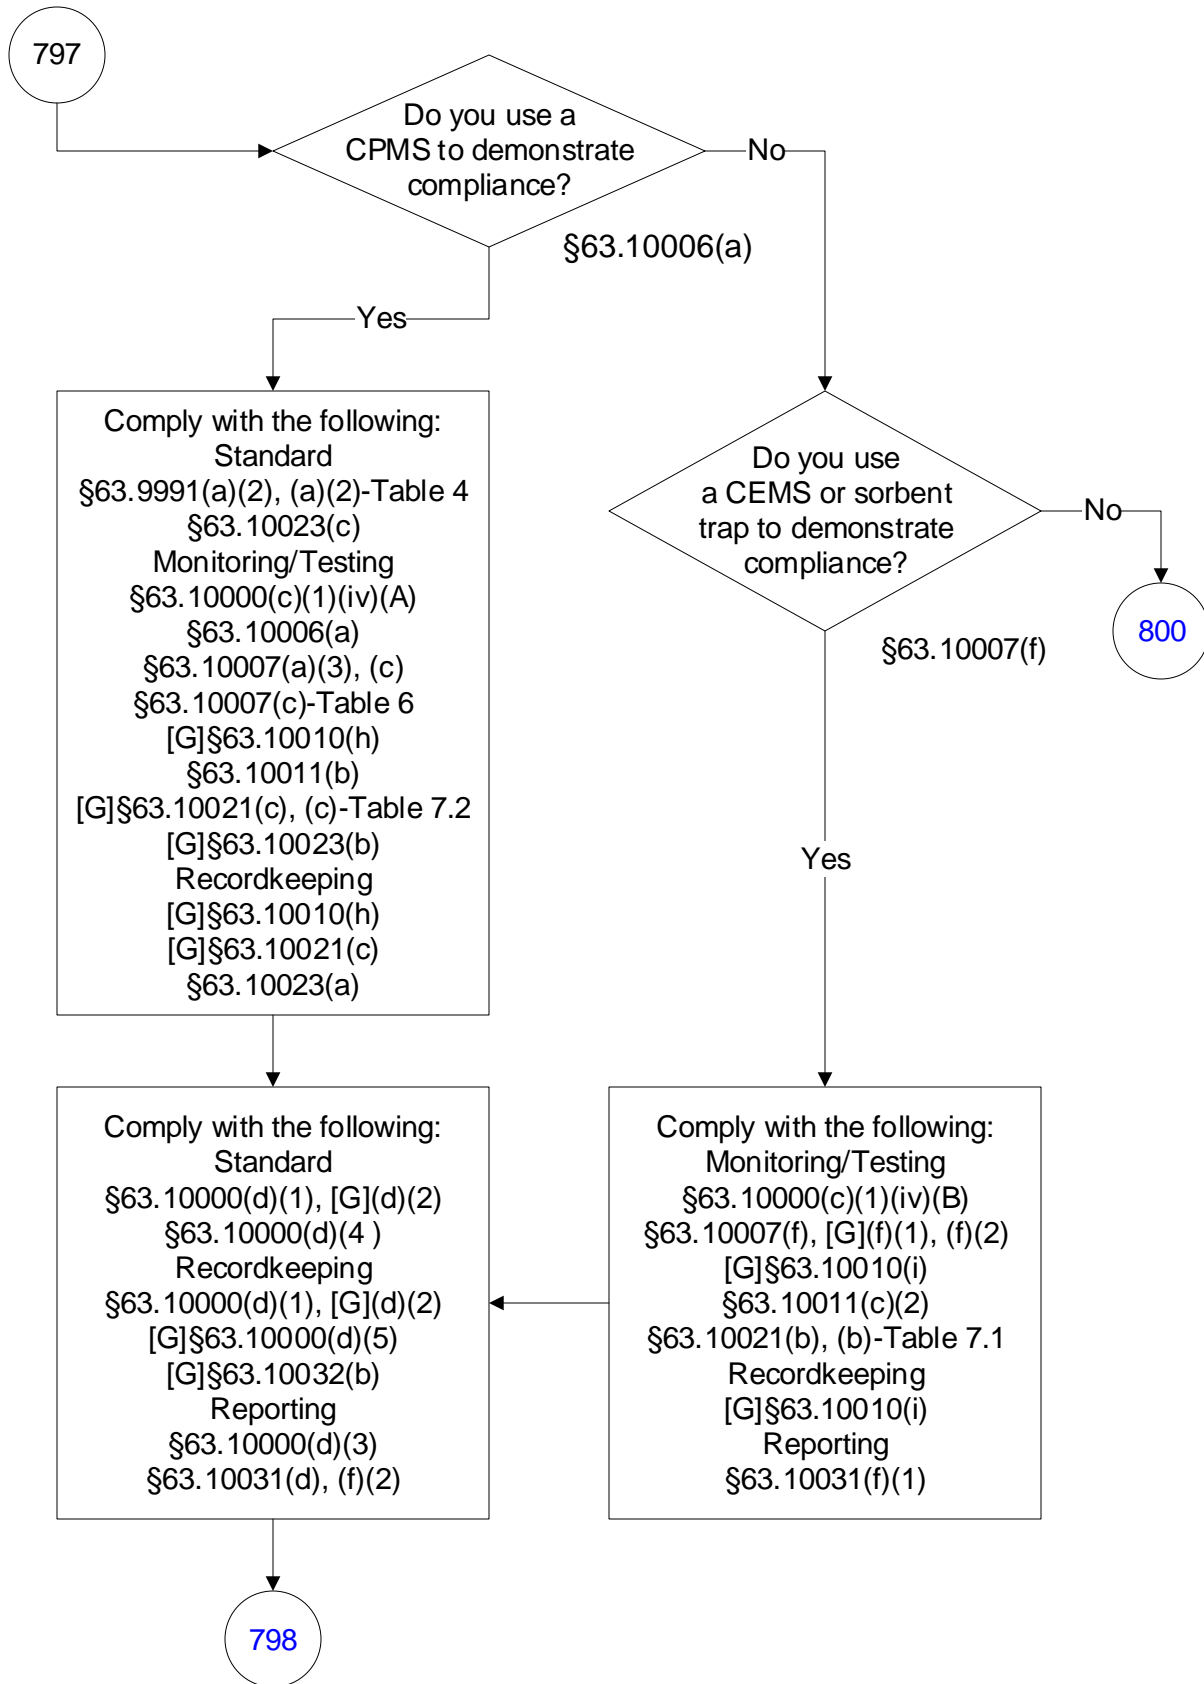 797
Do you use a
CPMS to demonstrate
compliance?
No
§63.10006(a)
Yes
Comply with the following:
Standard
§63.9991(a)(2), (a)(2)-Table 4
§63.10023(c)
Monitoring/Testing
§63.10000(c)(1)(iv)(A)
§63.10006(a)
§63.10007(a)(3), (c)
§63.10007(c)-Table 6
[G]§63.10010(h)
§63.10011(b)
[G]§63.10021(c), (c)-Table 7.2
[G]§63.10023(b)
Recordkeeping
[G]§63.10010(h)
[G]§63.10021(c)
§63.10023(a)
Do you use
a CEMS or sorbent
trap to demonstrate
compliance?
No
800
§63.10007(f)
Yes
Comply with the following:
Standard
§63.10000(d)(1), [G](d)(2)
§63.10000(d)(4 )
Recordkeeping
§63.10000(d)(1), [G](d)(2)
[G]§63.10000(d)(5)
[G]§63.10032(b)
Reporting
§63.10000(d)(3)
§63.10031(d), (f)(2)
Comply with the following:
Monitoring/Testing
§63.10000(c)(1)(iv)(B)
§63.10007(f), [G](f)(1), (f)(2)
[G]§63.10010(i)
§63.10011(c)(2)
§63.10021(b), (b)-Table 7.1
Recordkeeping
[G]§63.10010(i)
Reporting
§63.10031(f)(1)
798